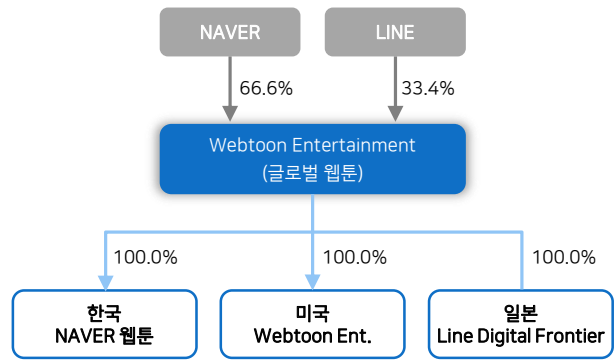 NAVER
LINE
66.6%
33.4%
Webtoon Entertainment
(글로벌 웹툰)
100.0%
100.0%
100.0%
한국
NAVER 웹툰
미국
Webtoon Ent.
일본
Line Digital Frontier